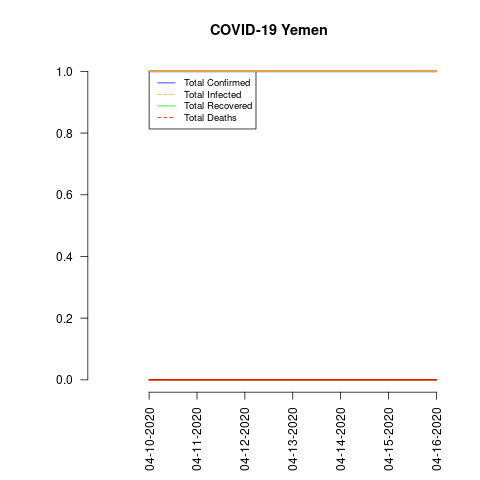 COVID-19 Yemen
1.0
0.8
0.6
0.4
0.2
0.0
Total Confirmed
Total Infected
Total Recovered
Total Deaths
04-10-2020
04-11-2020
04-12-2020
04-13-2020
04-14-2020
04-15-2020
04-16-2020